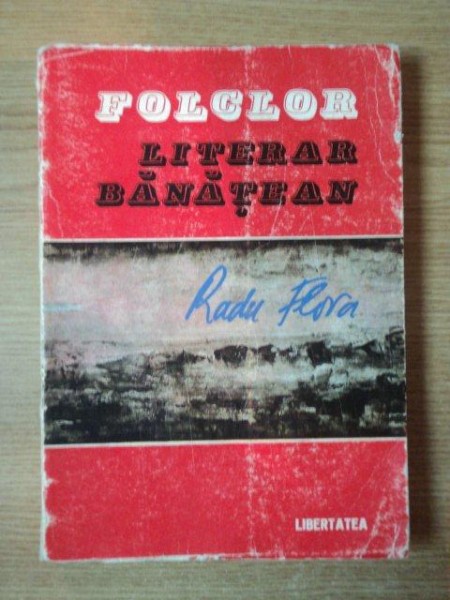 FOLCLOR
LITERAR
BĂNĂȚEAN
Radu Flora
LIBERTATEA